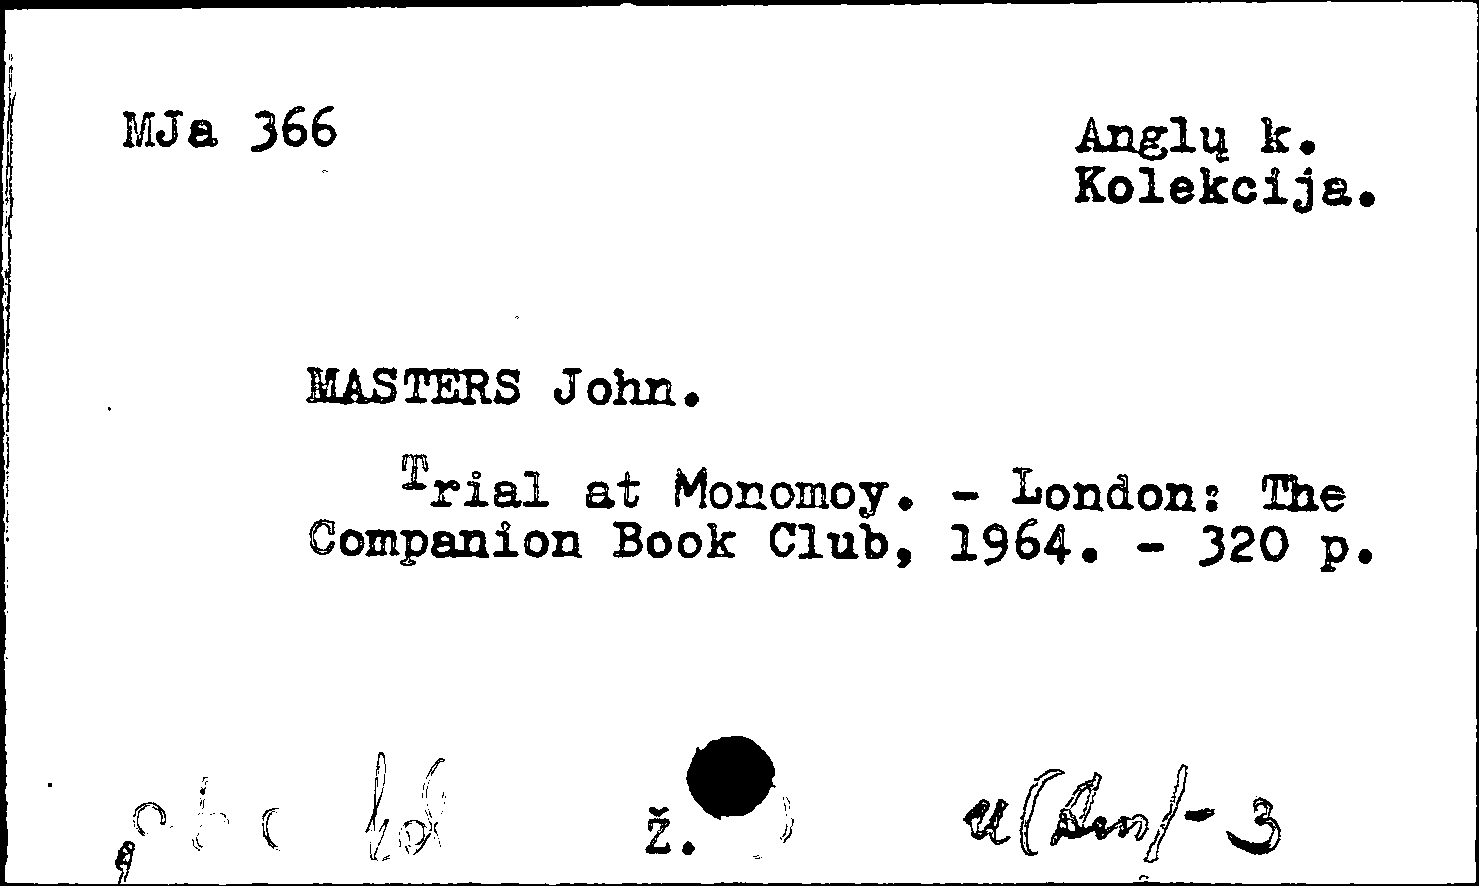 MJa 366
Anglų k.
Kolekcija.
MASTERS John.
Trial at Monomoy. - London: The
Companion Book Club, 1964. - 320 p.
ž.